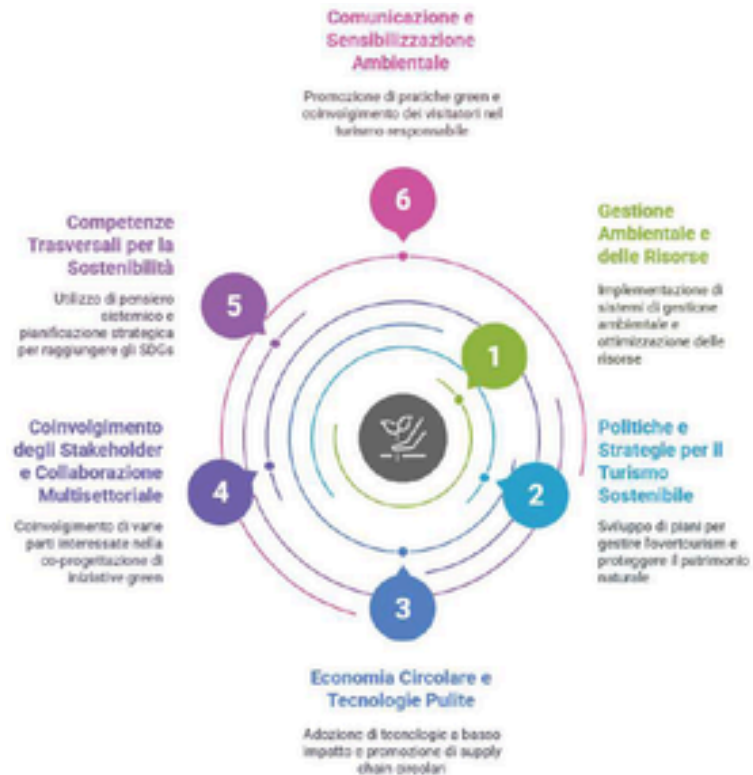 Comunicazione e
Sensibilizzazione
Ambientale
Promozione di pratiche green e
coinvolgimento dei visitatori nel
turismo responsabile
6
Competenze
Trasversali per la
Sostenibilità
Utilizzo di pensiero
sistemico e
pianificazione strategica
per raggiungere gli SDGs
5
Gestione
Ambientale e
delle Risorse
Implementazione di
sistemi di gestione
ambientale e
ottimizzazione delle
risorse
1
Coinvolgimento
degli Stakeholder
e Collaborazione
Multisettoriale
Coinvolgimento di varie
parti interessate nella
co-progettazione di
iniziative green
4
Politiche e
Strategie per il
Turismo
Sostenibile
Sviluppo di piani per
gestire l'overtourism e
proteggere il patrimonio
naturale
2
3
Economia Circolare e
Tecnologie Pulite
Adozione di tecnologie a basso
impatto e promozione di supply
chain circolari